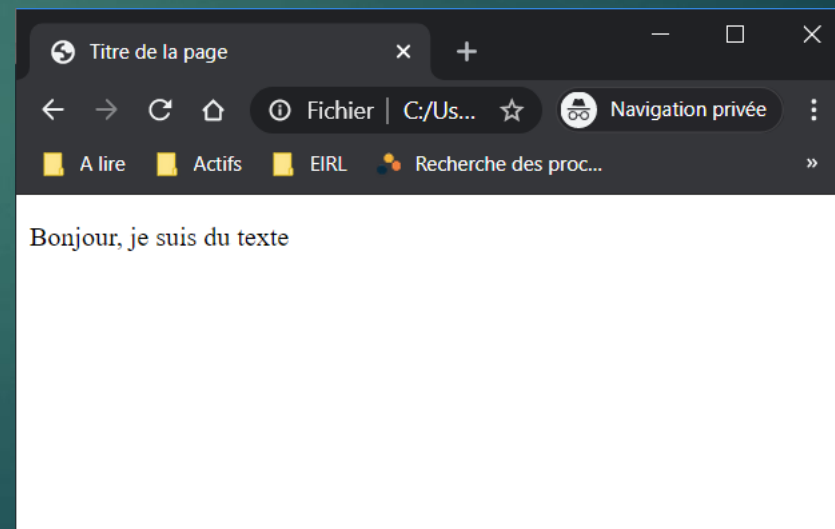 Titre de la page
Fichier | C:/Us... Navigation privée
A lire Actifs EIRL Recherche des proc... »
Bonjour, je suis du texte